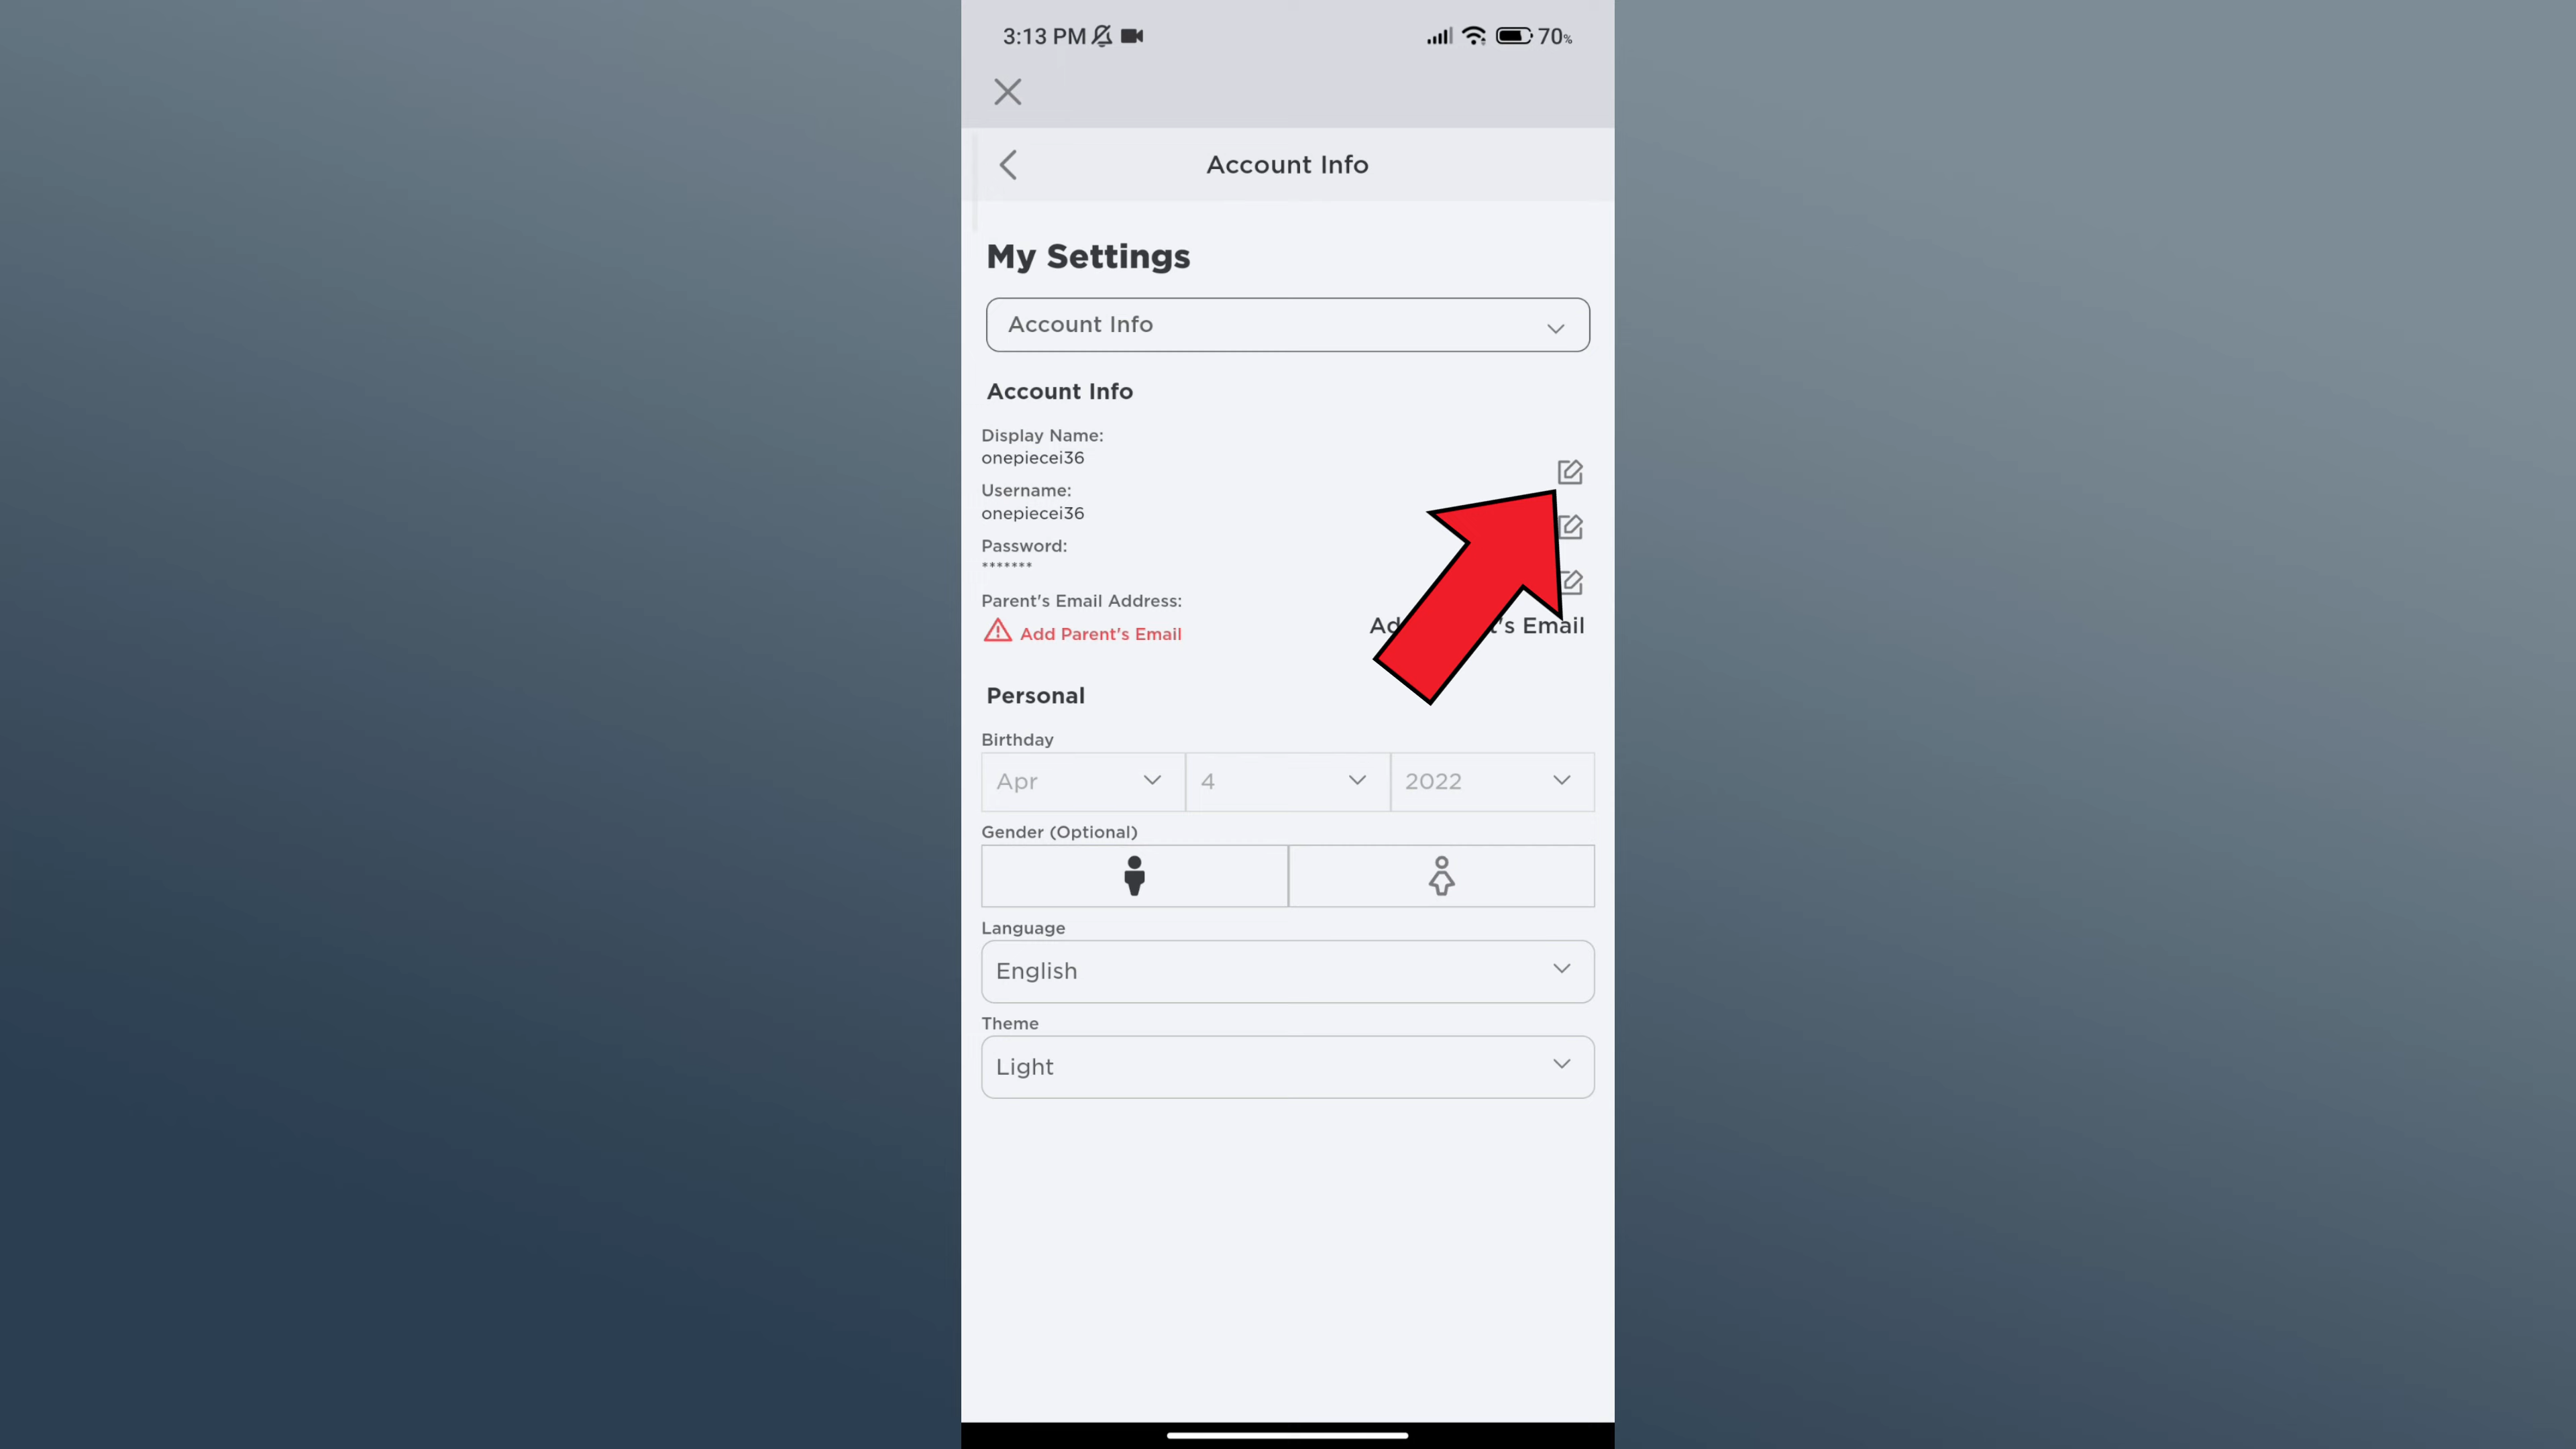 3:13 PM 70%
Account Info
My Settings
Account Info
Account Info
Display Name:
onepiecei36
Username:
onepiecei36
Password:
*******
Parent's Email Address:
Add Parent's Email
's Email
Personal
Birthday
Apr 4 2022
Gender (Optional)
Language
English
Theme
Light